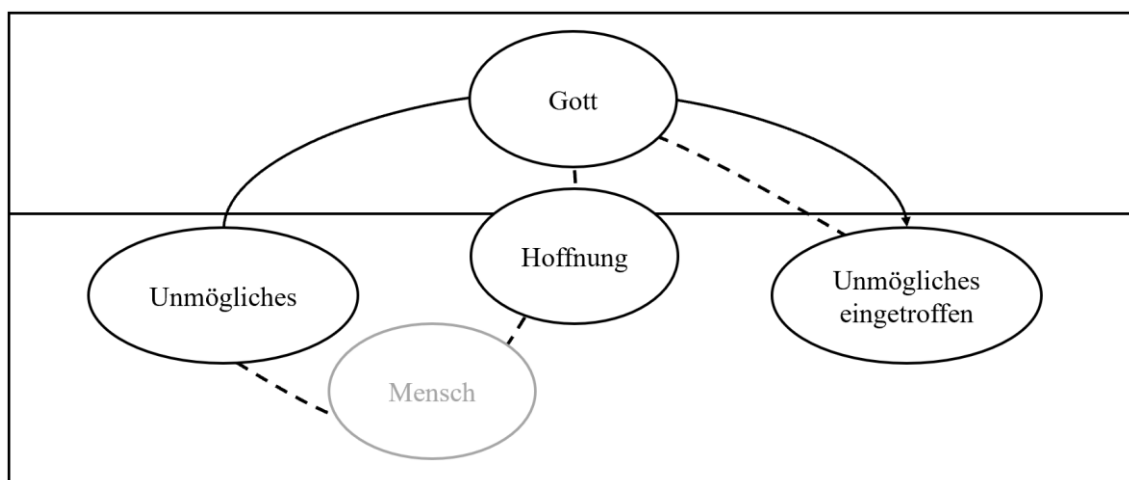 Gott
Hoffnung
Unmögliches
Unmögliches
eingetroffen
Mensch